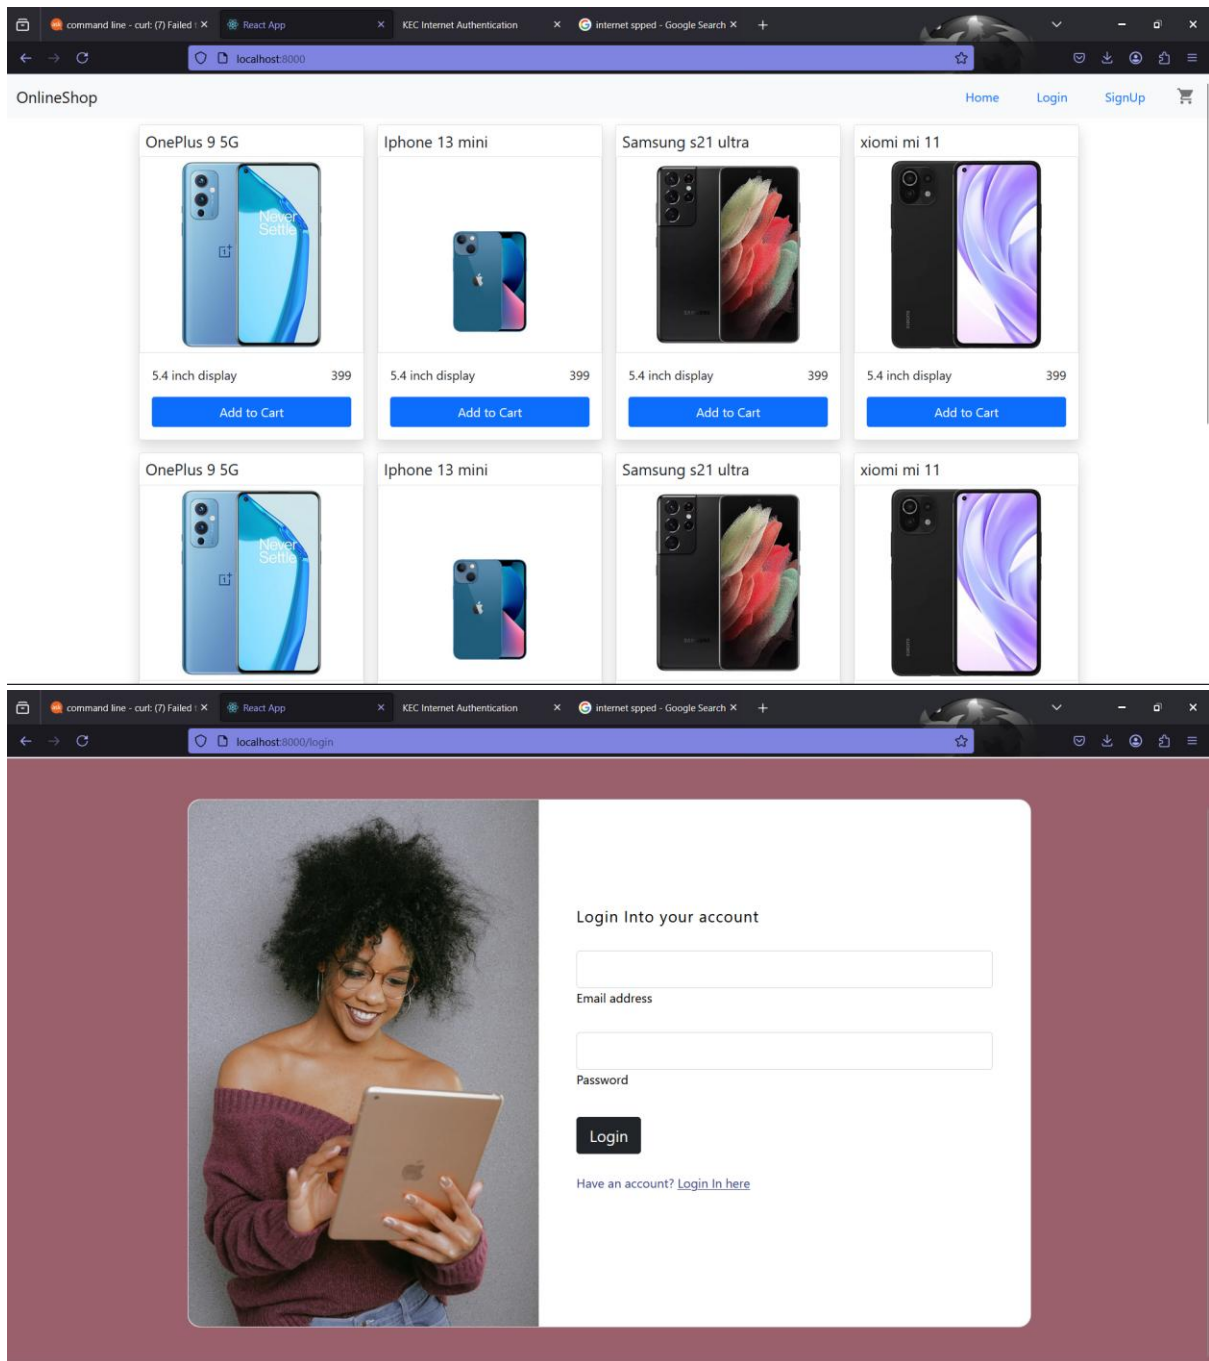 command line - curl: (7) Failed t
React App
KEC Internet Authentication
internet spped - Google Search
localhost:8000
OnlineShop
Home
Login
SignUp
OnePlus 9 5G
Iphone 13 mini
Samsung s21 ultra
xiomi mi 11
Never
Settle
5.4 inch display 399
5.4 inch display 399
5.4 inch display 399
5.4 inch display 399
Add to Cart
Add to Cart
Add to Cart
Add to Cart
OnePlus 9 5G
Iphone 13 mini
Samsung s21 ultra
xiomi mi 11
Never
Settle
command line - curl: (7) Failed t
React App
KEC Internet Authentication
internet spped - Google Search
localhost:8000/login
Login Into your account
Email address
Password
Login
Have an account? Login In here